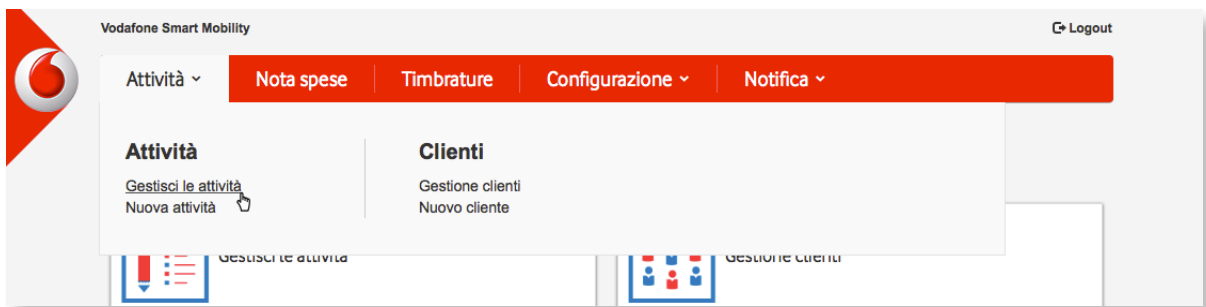 Vodafone Smart Mobility
Logout
Attività
Nota spese
Timbrature
Configurazione
Notifica
Attività
Gestisci le attività
Nuova attività
Clienti
Gestione clienti
Nuovo cliente
Gestisci le attività
Gestione clienti